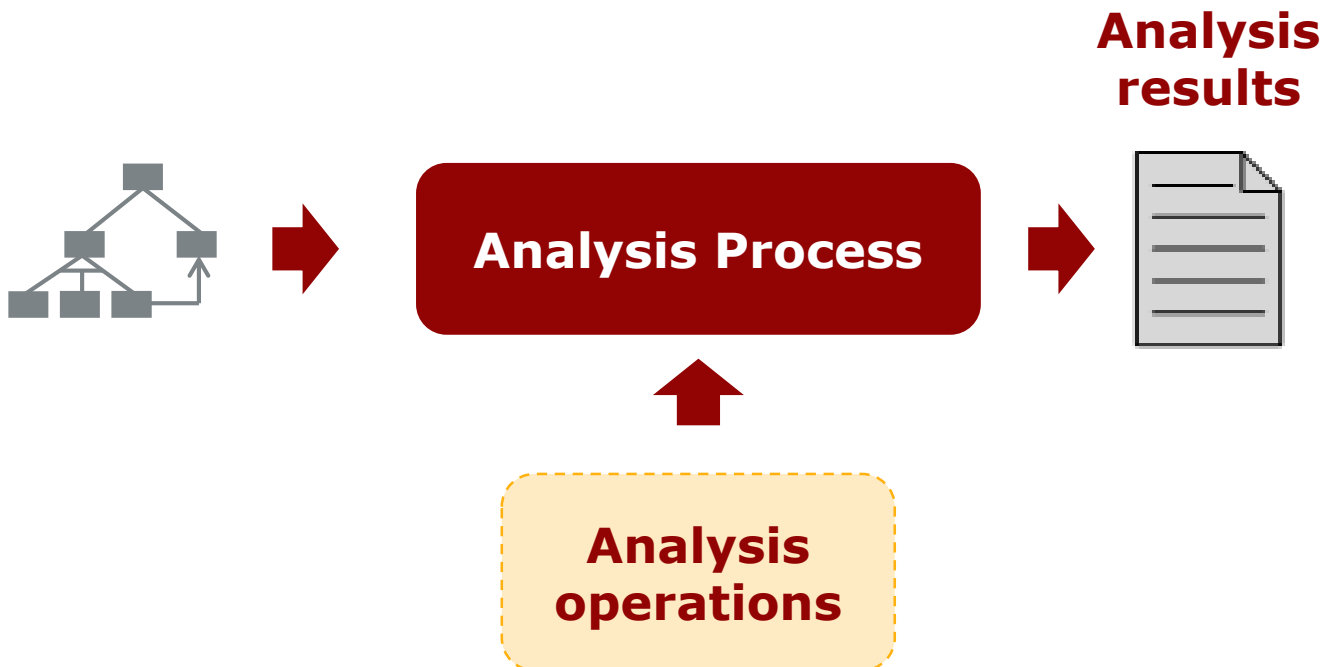 Analysis
results
Analysis Process
Analysis
operations